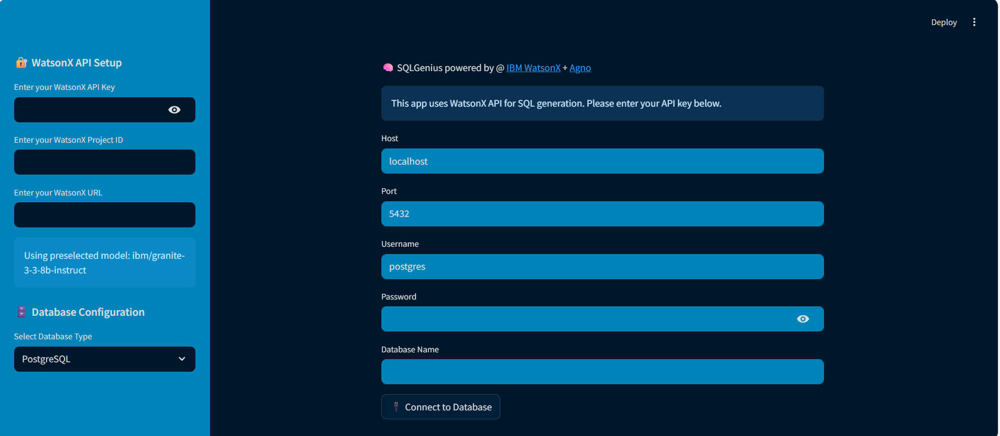 WatsonX API Setup
Enter your WatsonX API Key
Enter your WatsonX Project ID
Enter your WatsonX URL
Using preselected model: ibm/granite-
3-3-8b-instruct
Database Configuration
Select Database Type
PostgreSQL
Deploy
SQLGenius powered by @ IBM WatsonX + Agno
This app uses WatsonX API for SQL generation. Please enter your API key below.
Host
localhost
Port
5432
Username
postgres
Password
Database Name
Connect to Database